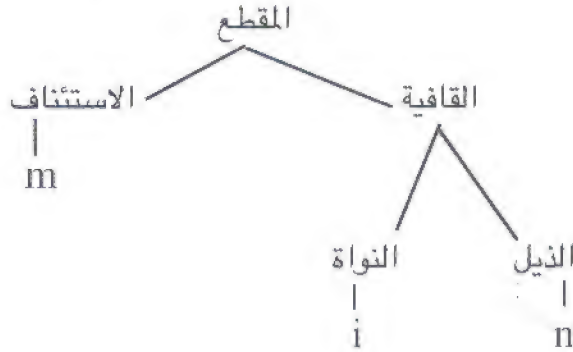 المقطع
الاستئناف القافية
m
النواة الذيل
i n